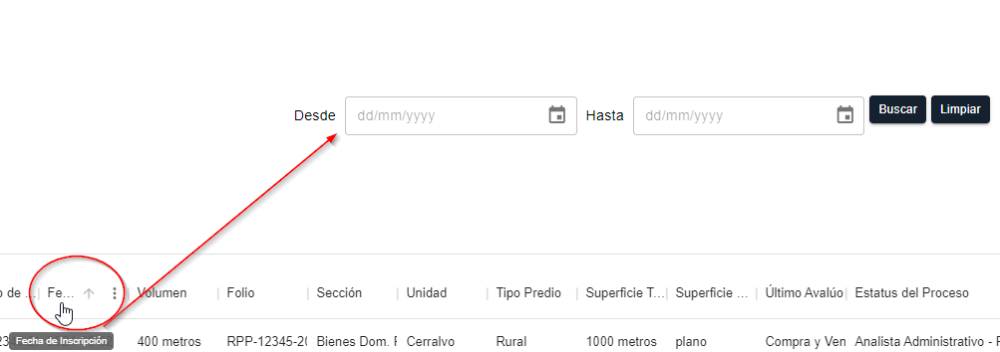 Desde dd/mm/yyyy Hasta dd/mm/yyyy Buscar Limpiar
o de ... Fe... Volumen Folio Sección Unidad Tipo Predio Superficie T... Superficie ... Último Avalúo Estatus del Proceso
400 metros RPP-12345-20 Bienes Dom. Cerralvo Rural 1000 metros plano Compra y Ven Analista Administrativo -
Fecha de Inscripción